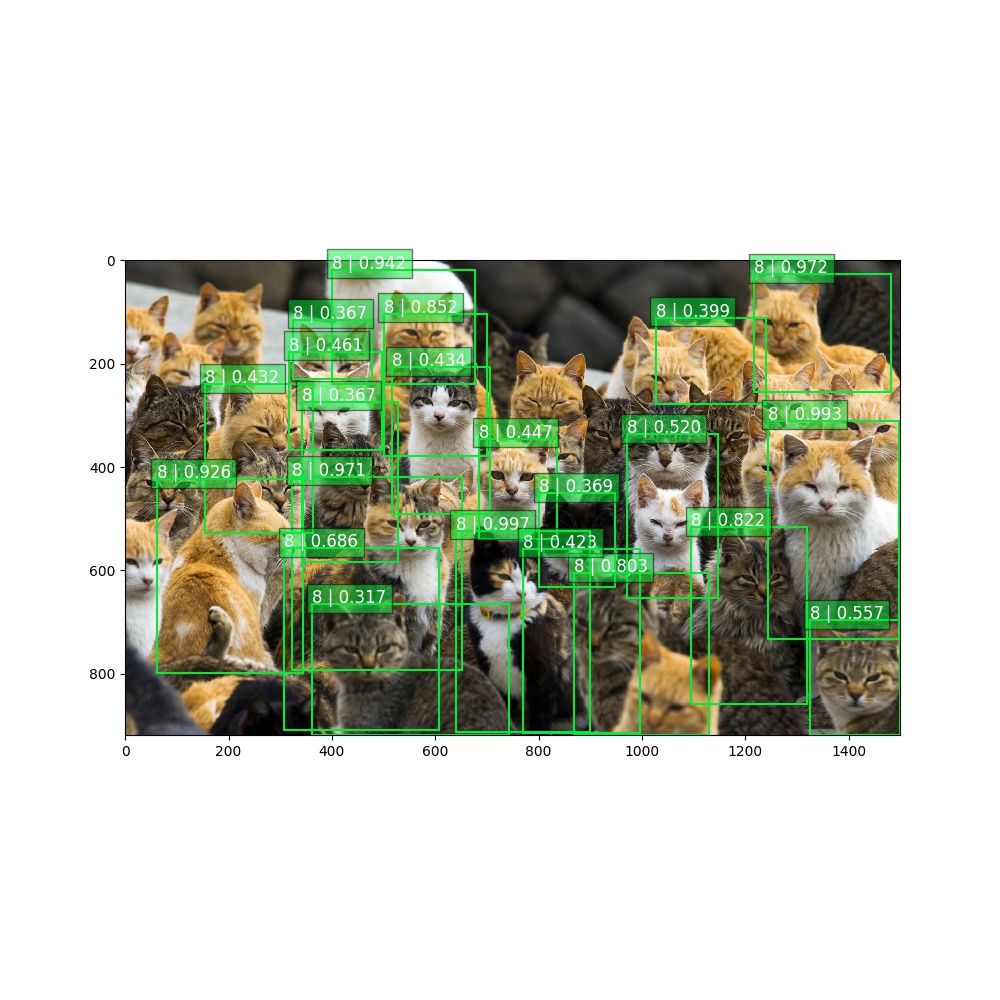 8 | 0.942
8 | 0.972
0
8 | 0.367
8 | 0.852
8 | 0.399
8 | 0.461
200
8 | 0.434
8 | 0.432
8 | 0.367
8 | 0.993
8 | 0.447
8 | 0.520
400
8 | 0.926
8 | 0.971
8 | 0.369
8 | 0.997
8 | 0.822
8 | 0.686
8 | 0.423
600
8 | 0.803
8 | 0.317
8 | 0.557
800
0 200 400 600 800 1000 1200 1400